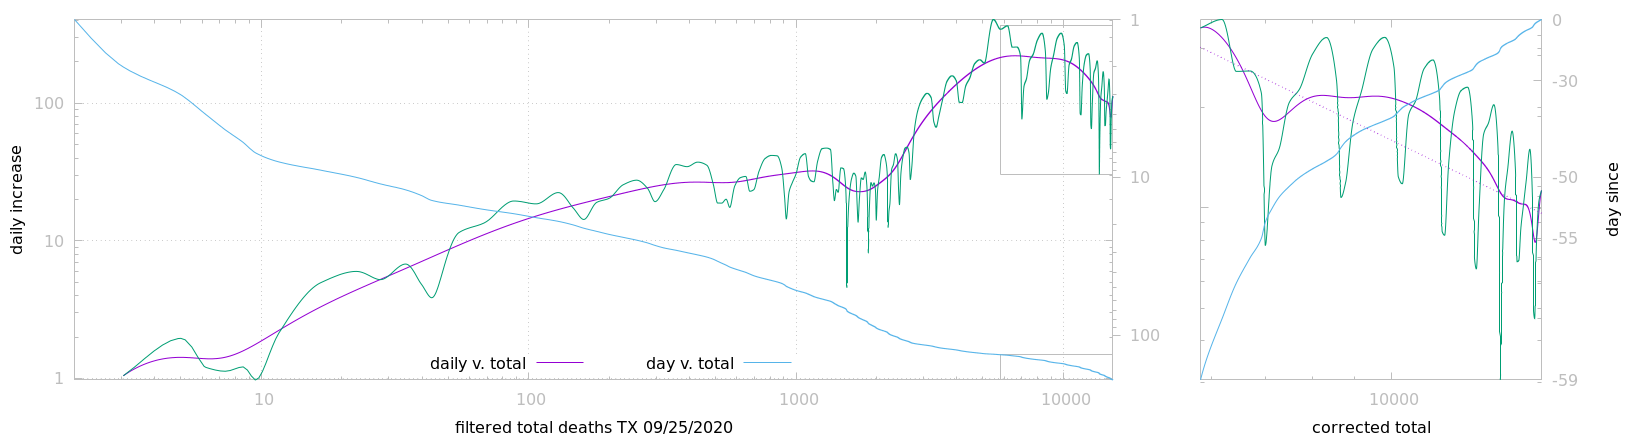 daily increase
100
10
1
10
100
1000
10000
1
10
100
daily v. total
day v. total
filtered total deaths TX 09/25/2020
0
-30
-50
-55
-59
day since
10000
corrected total